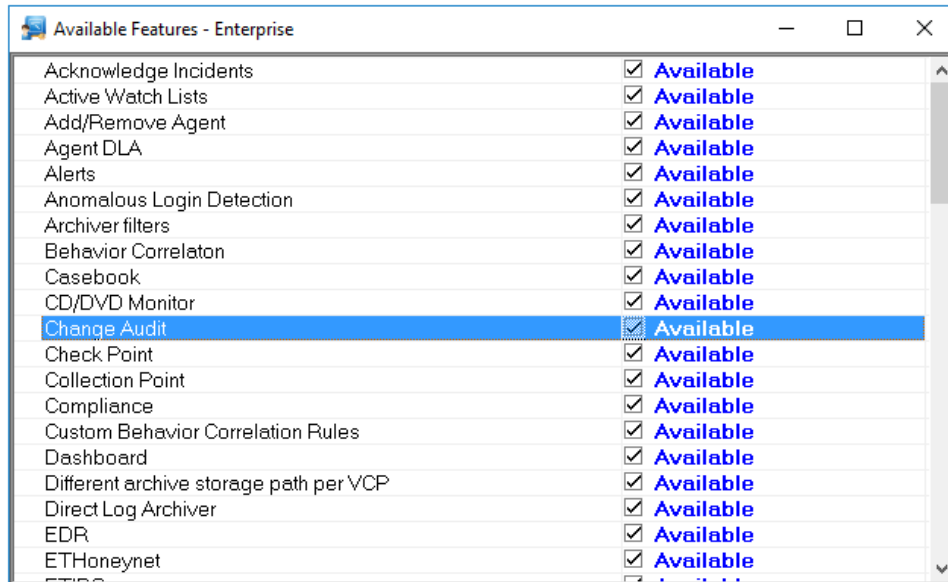 Available Features - Enterprise
Acknowledge Incidents Available
Active Watch Lists Available
Add/Remove Agent Available
Agent DLA Available
Alerts Available
Anomalous Login Detection Available
Archiver filters Available
Behavior Correlaton Available
Casebook Available
CD/DVD Monitor Available
Change Audit Available
Check Point Available
Collection Point Available
Compliance Available
Custom Behavior Correlation Rules Available
Dashboard Available
Different archive storage path per VCP Available
Direct Log Archiver Available
EDR Available
ETHoneynet Available